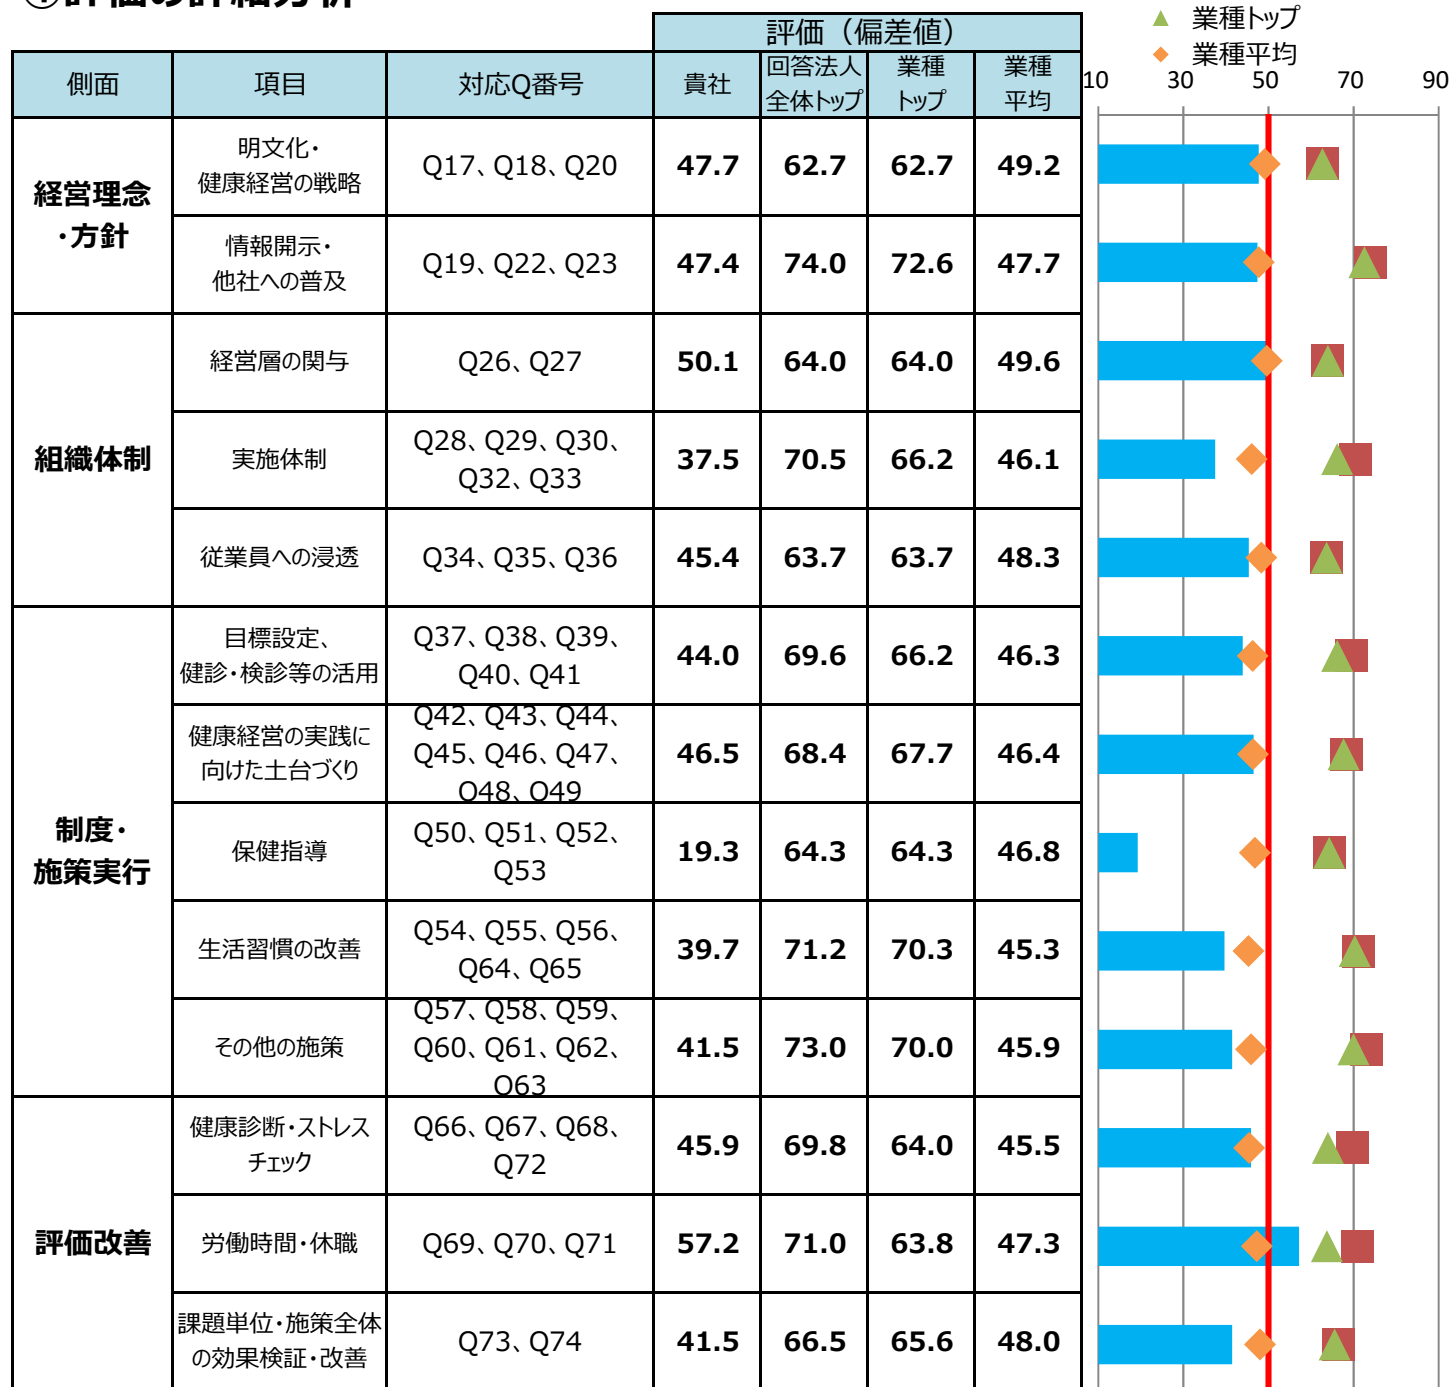 ①評価の詳細分析
▲ 業種トップ
◆ 業種平均
評価（偏差値）
側面 項目 対応Q番号 貴社 回答法人 業種 業種
全体トップ トップ 平均
10 30 50 70 90
経営理念
・方針
明文化・
健康経営の戦略
Q17、Q18、Q20 47.7 62.7 62.7 49.2
情報開示・
他社への普及
Q19、Q22、Q23 47.4 74.0 72.6 47.7
組織体制
経営層の関与 Q26、Q27 50.1 64.0 64.0 49.6
実施体制
Q28、Q29、Q30、
Q32、Q33
37.5 70.5 66.2 46.1
従業員への浸透 Q34、Q35、Q36 45.4 63.7 63.7 48.3
制度・
施策実行
目標設定、
健診・検診等の活用
Q37、Q38、Q39、
Q40、Q41
44.0 69.6 66.2 46.3
健康経営の実践に
向けた土台づくり
Q42、Q43、Q44、
Q45、Q46、Q47、
Q48、Q49
46.5 68.4 67.7 46.4
保健指導
Q50、Q51、Q52、
Q53
19.3 64.3 64.3 46.8
生活習慣の改善
Q54、Q55、Q56、
Q64、Q65
39.7 71.2 70.3 45.3
その他の施策
Q57、Q58、Q59、
Q60、Q61、Q62、
Q63
41.5 73.0 70.0 45.9
評価改善
健康診断・ストレス
チェック
Q66、Q67、Q68、
Q72
45.9 69.8 64.0 45.5
労働時間・休職 Q69、Q70、Q71 57.2 71.0 63.8 47.3
課題単位・施策全体
の効果検証・改善
Q73、Q74 41.5 66.5 65.6 48.0